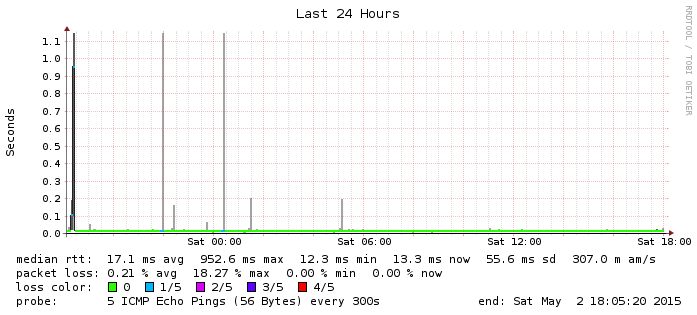 Last 24 Hours
RRDTOOL / TOBI OETIKER
Seconds
1.1
1.0
0.9
0.8
0.7
0.6
0.5
0.4
0.3
0.2
0.1
0.0
Sat 00:00 Sat 06:00 Sat 12:00 Sat 18:00
median rtt: 17.1 ms avg 952.6 ms max 12.3 ms min 13.3 ms now 55.6 ms sd 307.0 m am/s
packet loss: 0.21 % avg 18.27 % max 0.00 % min 0.00 % now
loss color: 0 1/5 2/5 3/5 4/5
probe: 5 ICMP Echo Pings (56 Bytes) every 300s end: Sat May 2 18:05:20 2015